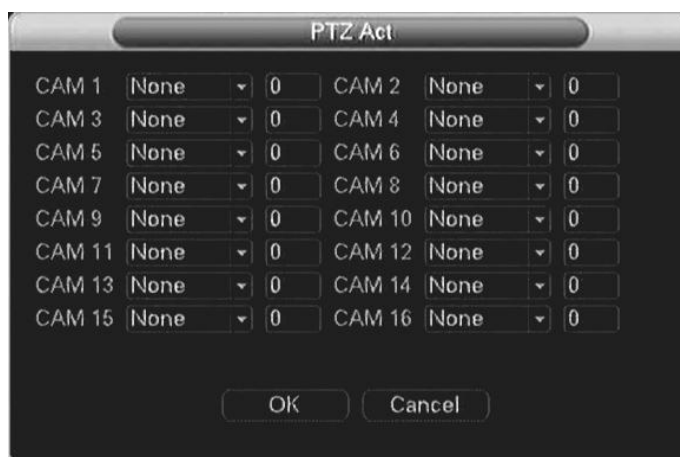 PTZ Act
CAM 1 None 0 CAM 2 None 0
CAM 3 None 0 CAM 4 None 0
CAM 5 None 0 CAM 6 None 0
CAM 7 None 0 CAM 8 None 0
CAM 9 None 0 CAM 10 None 0
CAM 11 None 0 CAM 12 None 0
CAM 13 None 0 CAM 14 None 0
CAM 15 None 0 CAM 16 None 0
OK Cancel